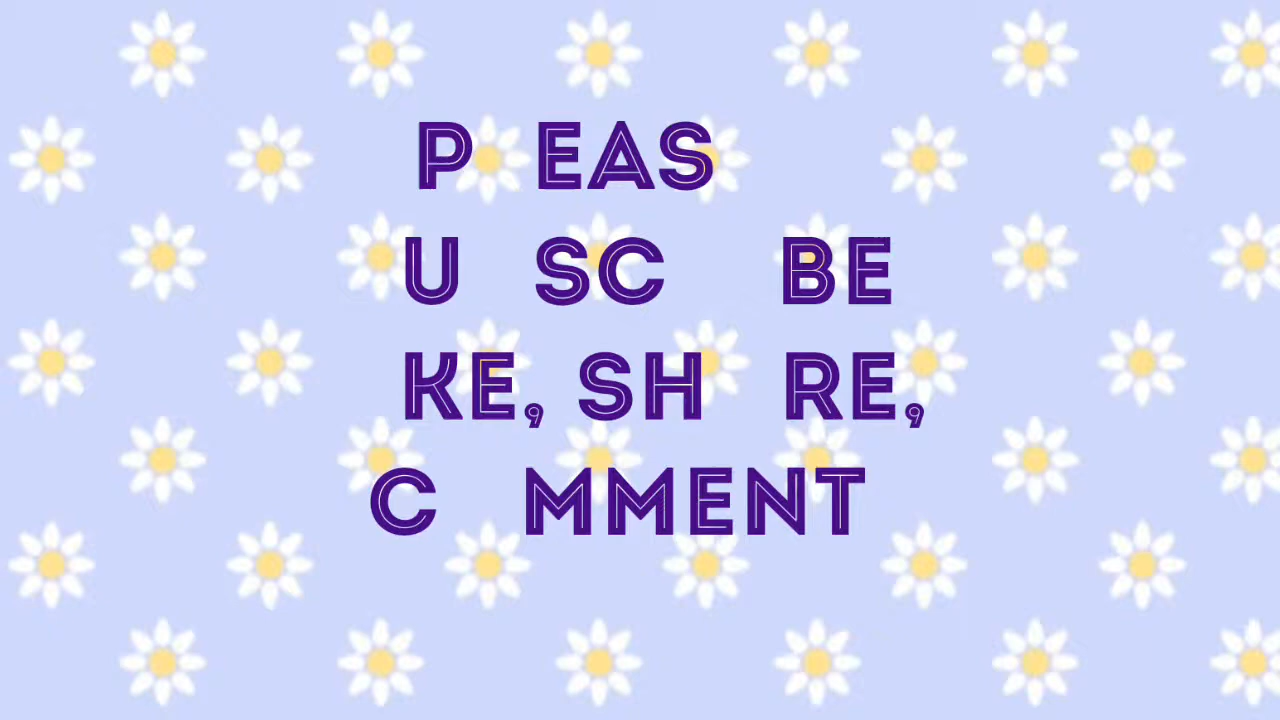 P EAS
U SC BE
KE, SH RE,
C MMENT